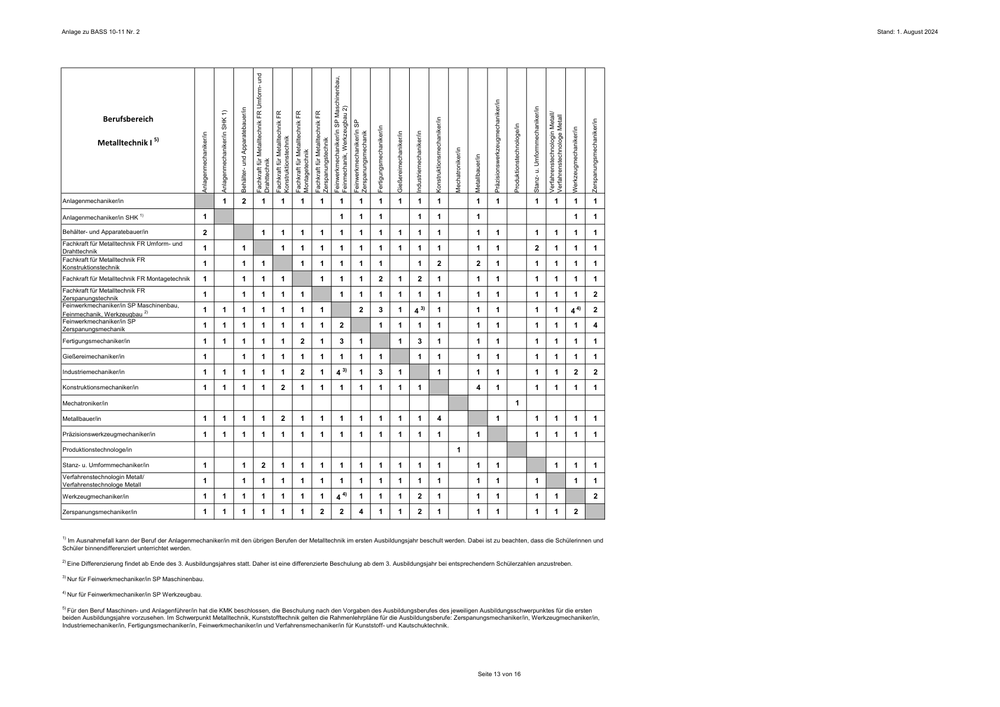 Anlage zu BASS 10-11 Nr. 2
Stand: 1. August 2024
Berufsbereich
Metalltechnik I 5)
Anlagenmechaniker/in
Anlagenmechaniker/in SHK 1)
Behälter- und Apparatebauer/in
Fachkraft für Metalltechnik FR Umform- und
Drahttechnik
Fachkraft für Metalltechnik FR
Konstruktionstechnik
Fachkraft für Metalltechnik FR
Montagetechnik
Fachkraft für Metalltechnik FR
Zerspanungstechnik
Feinwerkmechaniker/in SP Maschinenbau,
Feinmechanik, Werkzeugbau 2)
Feinwerkmechaniker/in SP
Zerspanungsmechanik
Fertigungsmechaniker/in
Gießereimechaniker/in
Industriemechaniker/in
Konstruktionsmechaniker/in
Mechatroniker/in
Metallbauer/in
Präzisionswerkzeugmechaniker/in
Produktionstechnologe/in
Stanz- u. Umformmechaniker/in
Verfahrenstechnologin Metall/
Verfahrenstechnologe Metall
Werkzeugmechaniker/in
Zerspanungsmechaniker/in
Anlagenmechaniker/in 1 2 1 1 1 1 1 1 1 1 1 1 1 1 1 1 1 1
Anlagenmechaniker/in SHK 1) 1 1 1 1 1 1 1 1 1
Behälter- und Apparatebauer/in 2 1 1 1 1 1 1 1 1 1 1 1 1 1 1 1 1
Fachkraft für Metalltechnik FR Umform- und
Drahttechnik 1 1 1 1 1 1 1 1 1 1 1 1 1 2 1 1 1
Fachkraft für Metalltechnik FR
Konstruktionstechnik 1 1 1 1 1 1 1 1 1 2 2 1 1 1 1 1
Fachkraft für Metalltechnik FR Montagetechnik 1 1 1 1 1 1 1 2 1 2 1 1 1 1 1 1 1
Fachkraft für Metalltechnik FR
Zerspanungstechnik 1 1 1 1 1 1 1 1 1 1 1 1 1 1 1 1 2
Feinwerkmechaniker/in SP Maschinenbau,
Feinmechanik, Werkzeugbau 2) 1 1 1 1 1 1 1 2 3 1 4 3) 1 1 1 1 1 4 4) 2
Feinwerkmechaniker/in SP
Zerspanungsmechanik 1 1 1 1 1 1 1 2 1 1 1 1 1 1 1 1 1 4
Fertigungsmechaniker/in 1 1 1 1 1 2 1 3 1 1 3 1 1 1 1 1 1 1
Gießereimechaniker/in 1 1 1 1 1 1 1 1 1 1 1 1 1 1 1 1 1
Industriemechaniker/in 1 1 1 1 1 2 1 4 3) 1 3 1 1 1 1 1 1 2 2
Konstruktionsmechaniker/in 1 1 1 1 2 1 1 1 1 1 1 1 4 1 1 1 1 1
Mechatroniker/in 1
Metallbauer/in 1 1 1 1 2 1 1 1 1 1 1 1 4 1 1 1 1 1
Präzisionswerkzeugmechaniker/in 1 1 1 1 1 1 1 1 1 1 1 1 1 1 1 1 1 1
Produktionstechnologe/in 1
Stanz- u. Umformmechaniker/in 1 1 2 1 1 1 1 1 1 1 1 1 1 1 1 1 1
Verfahrenstechnologin Metall/
Verfahrenstechnologe Metall 1 1 1 1 1 1 1 1 1 1 1 1 1 1 1 1 1
Werkzeugmechaniker/in 1 1 1 1 1 1 1 4 4) 1 1 1 2 1 1 1 1 1 2
Zerspanungsmechaniker/in 1 1 1 1 1 1 2 2 4 1 1 2 1 1 1 1 1 2
1) Im Ausnahmefall kann der Beruf der Anlagenmechaniker/in mit den übrigen Berufen der Metalltechnik im ersten Ausbildungsjahr beschult werden. Dabei ist zu beachten, dass die Schülerinnen und
Schüler binnendifferenziert unterrichtet werden.
2) Eine Differenzierung findet ab Ende des 3. Ausbildungsjahres statt. Daher ist eine differenzierte Beschulung ab dem 3. Ausbildungsjahr bei entsprechendern Schülerzahlen anzustreben.
3) Nur für Feinwerkmechaniker/in SP Maschinenbau.
4) Nur für Feinwerkmechaniker/in SP Werkzeugbau.
5) Für den Beruf Maschinen- und Anlagenführer/in hat die KMK beschlossen, die Beschulung nach den Vorgaben des Ausbildungsberufes des jeweiligen Ausbildungsschwerpunktes für die ersten
beiden Ausbildungsjahre vorzusehen. Im Schwerpunkt Metalltechnik, Kunststofftechnik gelten die Rahmenlehrpläne für die Ausbildungsberufe: Zerspanungsmechaniker/in, Werkzeugmechaniker/in,
Industriemechaniker/in, Fertigungsmechaniker/in, Feinwerkmechaniker/in und Verfahrensmechaniker/in für Kunststoff- und Kautschuktechnik.
Seite 13 von 16